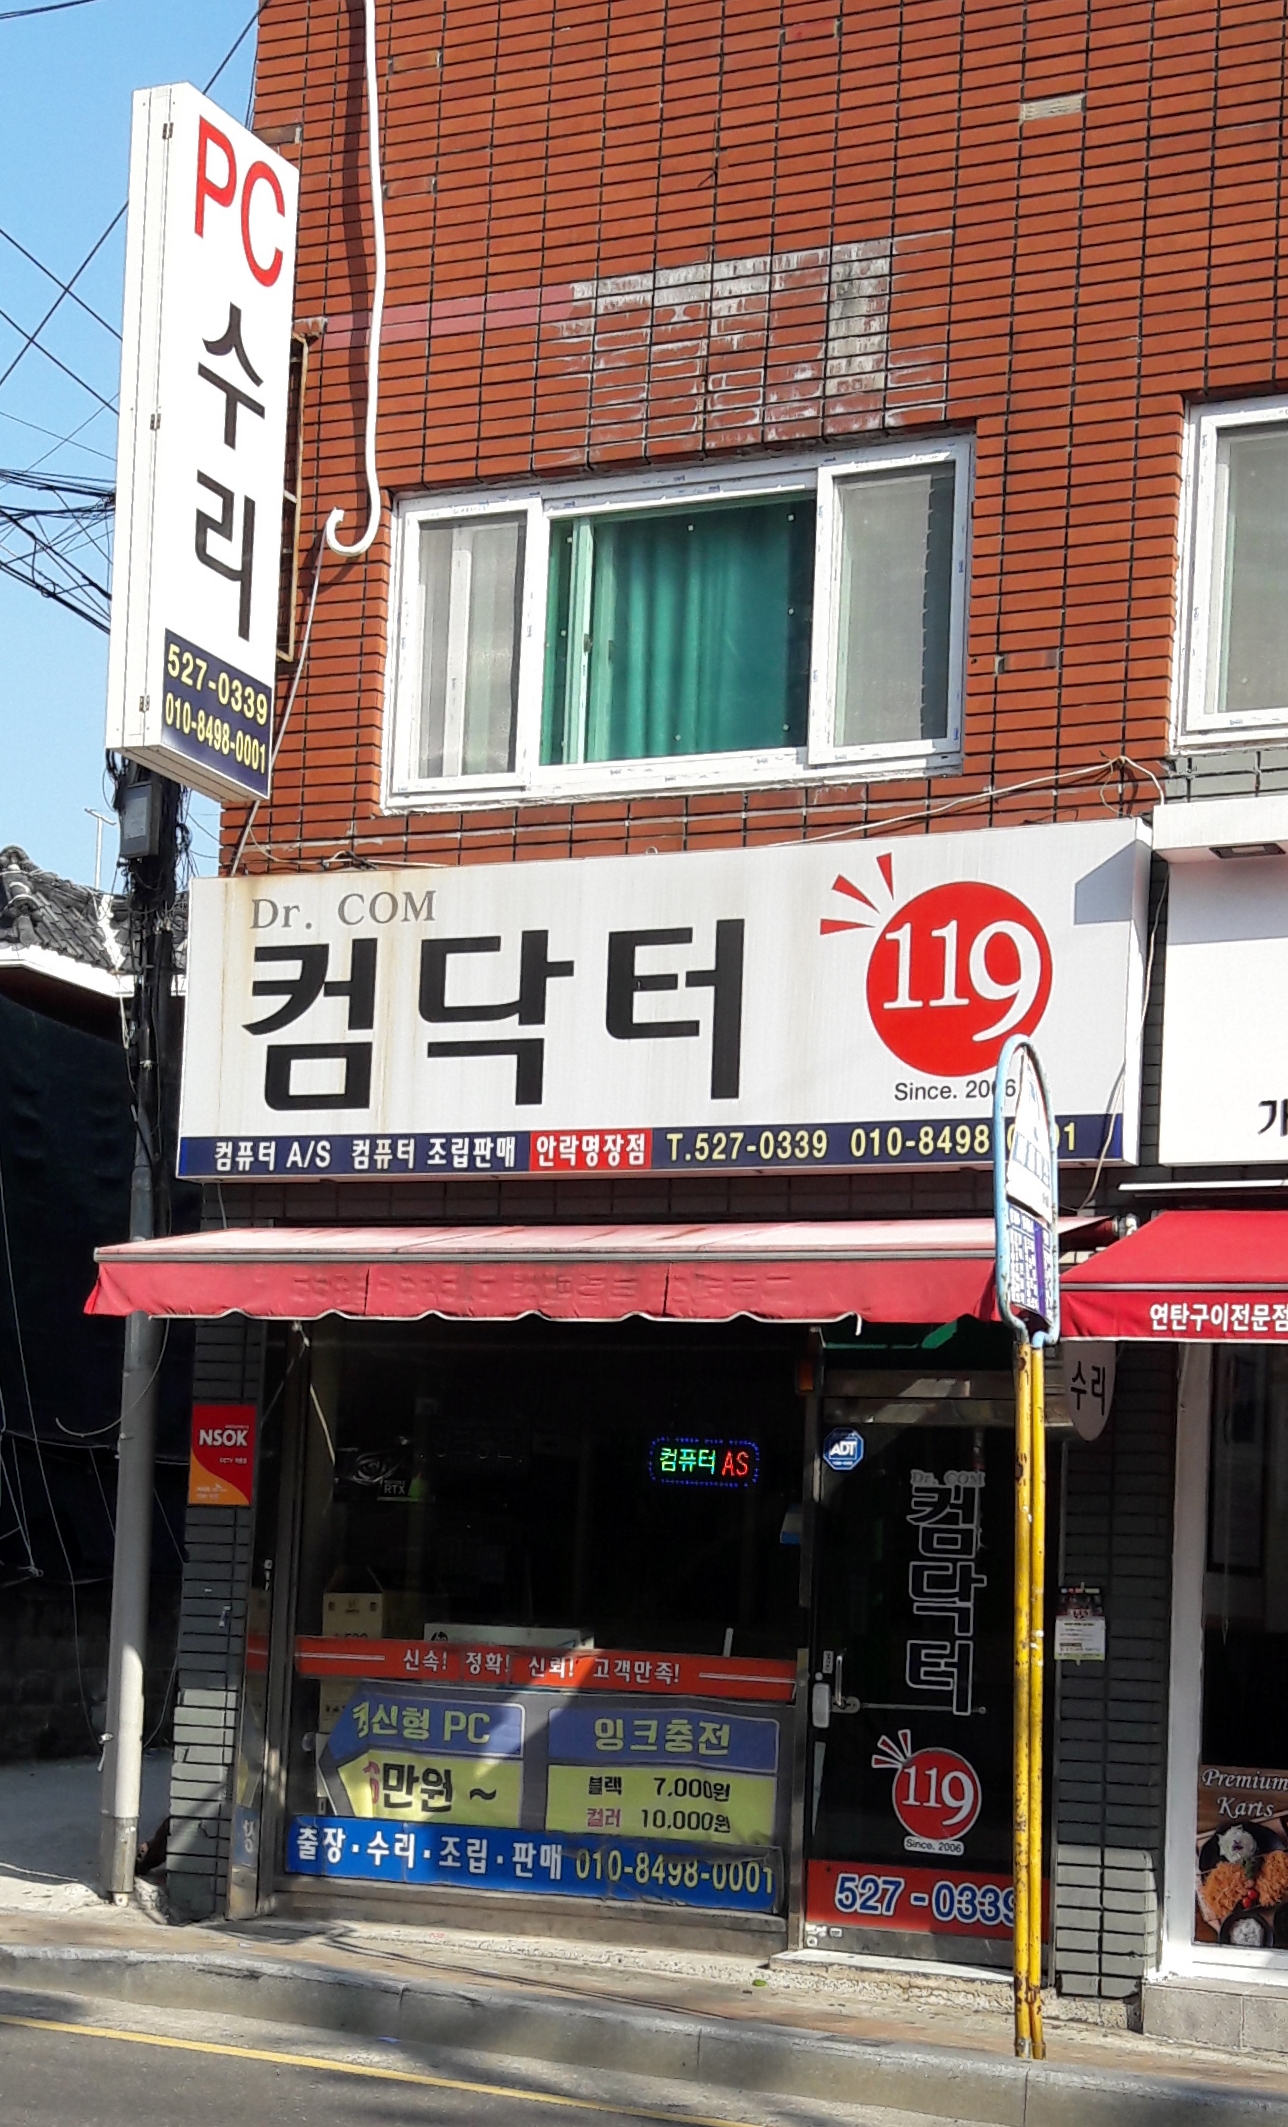 PC
수리
527-0339
010-8498-0001
Dr. COM
컴닥터
119
Since. 2006
컴퓨터 A/S 컴퓨터 조립판매 안락명장점 T.527-0339 010-8498
가
연탄구이전문점
수리
NSOK
RTX
컴퓨터 AS
ADT
Dr. COM
컴닥터
신속! 정확! 신뢰! 고객만족!
신형 PC
만원 ~
잉크충전
블랙 7,000원
컬러 10,000원
출장·수리·조립·판매 010-8498-0001
119
Since. 2006
527-0339
Premium
Karts